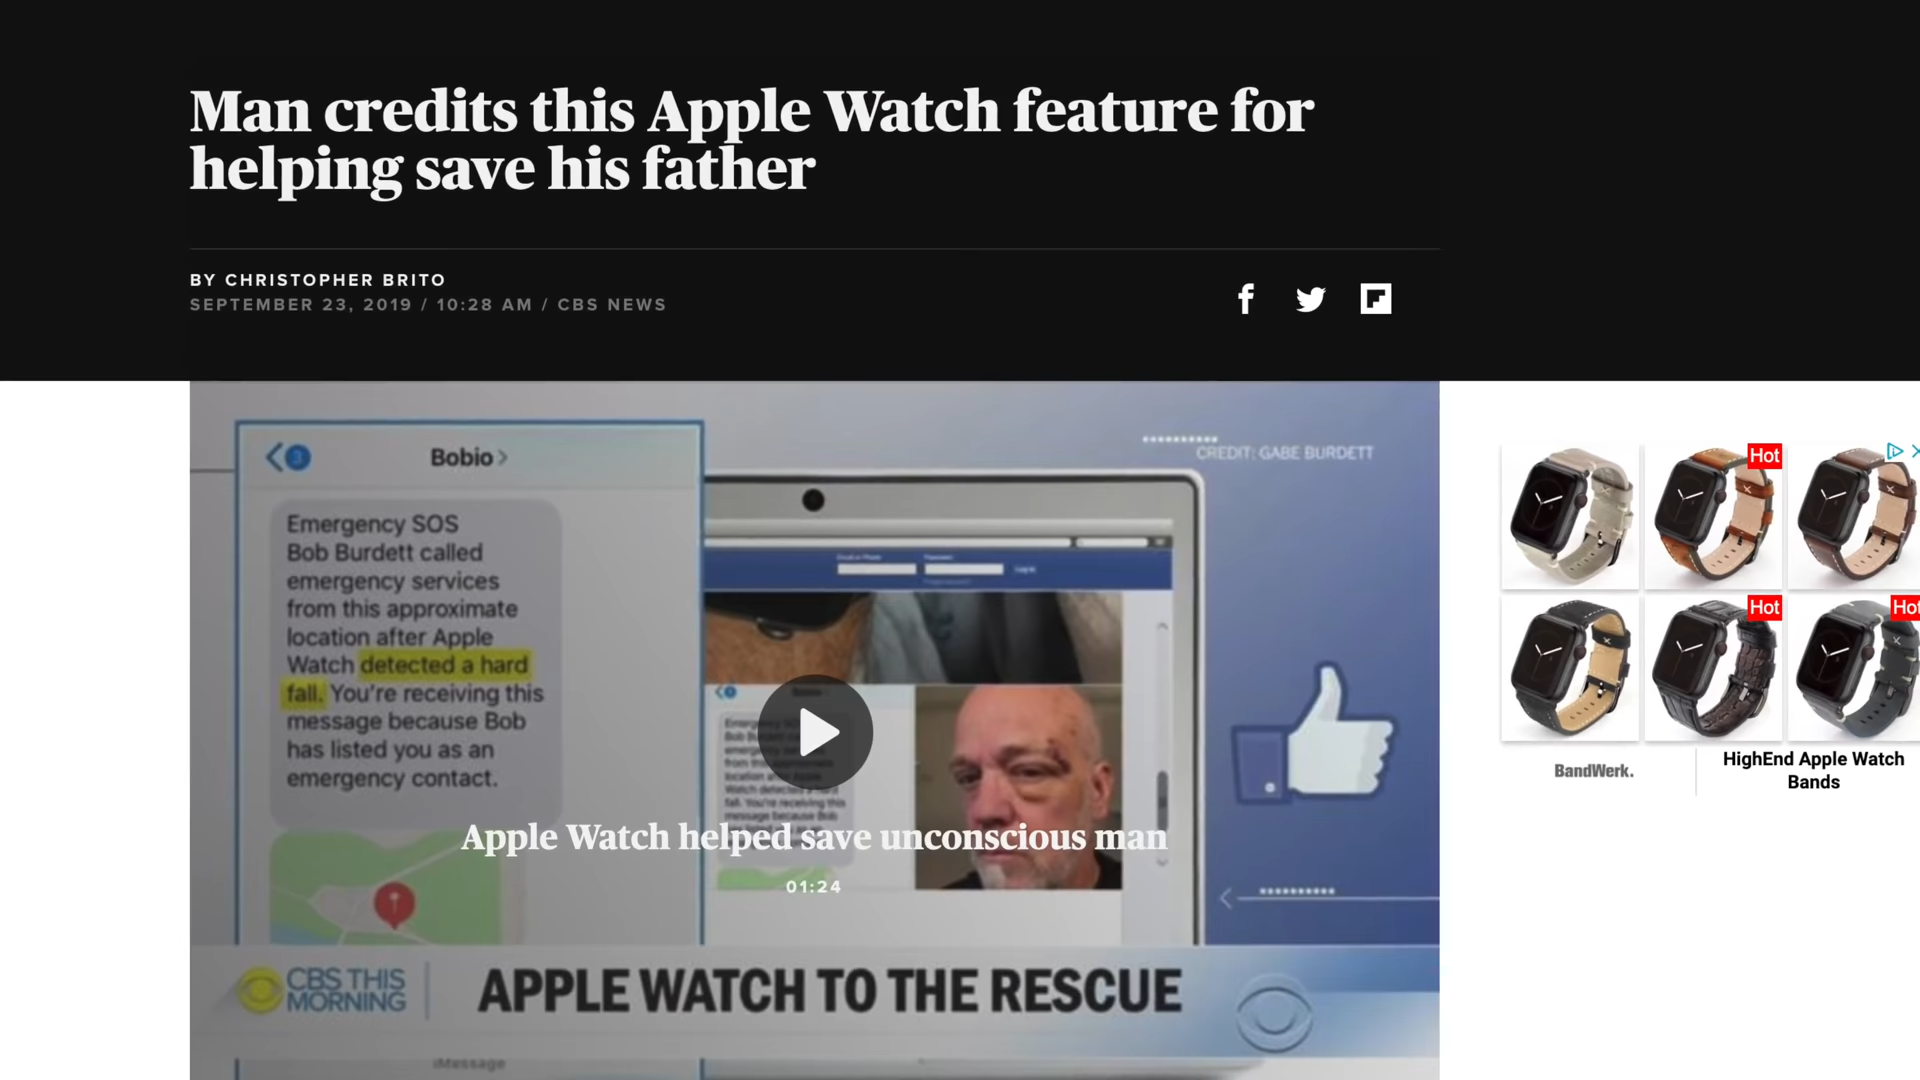 Man credits this Apple Watch feature for
helping save his father
BY CHRISTOPHER BRITO
SEPTEMBER 23, 2019 / 10:28 AM / CBS NEWS
3
Bobio >
CREDIT: GABE BURDETT
Emergency SOS
Bob Burdett called
emergency services
from this approximate
location after Apple
Watch detected a hard
fall. You're receiving this
message because Bob
has listed you as an
emergency contact.
Apple Watch helped save unconscious man
01:24
CBS THIS
MORNING
APPLE WATCH TO THE RESCUE
iMessage
Hot
Hot
Hot
BandWerk.
HighEnd Apple Watch
Bands